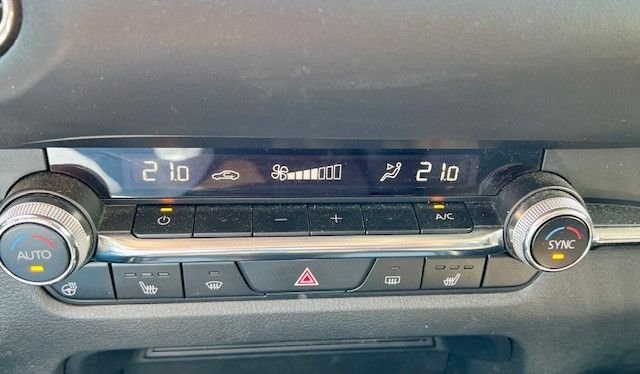 21.0 21.0
− + A/C
AUTO SYNC